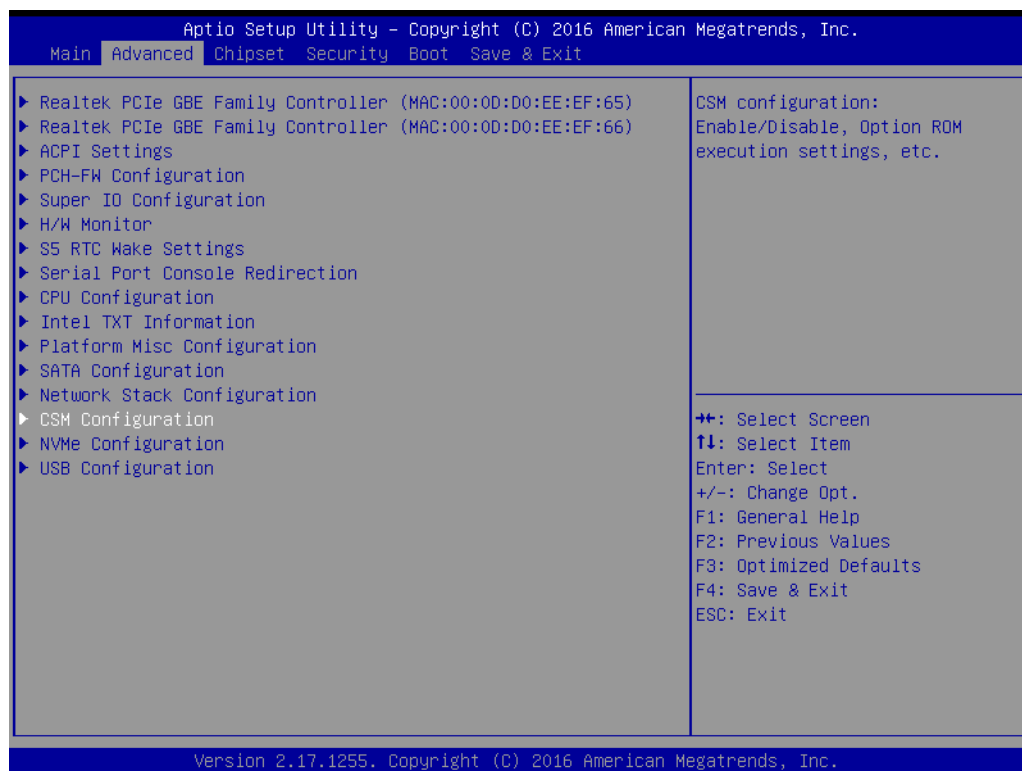 Aptio Setup Utility – Copyright (C) 2016 American Megatrends, Inc.
Main Advanced Chipset Security Boot Save & Exit
▶ Realtek PCIe GBE Family Controller (MAC:00:0D:D0:EE:EF:65)
▶ Realtek PCIe GBE Family Controller (MAC:00:0D:D0:EE:EF:66)
▶ ACPI Settings
▶ PCH-FW Configuration
▶ Super IO Configuration
▶ H/W Monitor
▶ S5 RTC Wake Settings
▶ Serial Port Console Redirection
▶ CPU Configuration
▶ Intel TXT Information
▶ Platform Misc Configuration
▶ SATA Configuration
▶ Network Stack Configuration
▶ CSM Configuration
▶ NVMe Configuration
▶ USB Configuration
CSM configuration:
Enable/Disable, Option ROM
execution settings, etc.
→←: Select Screen
↑↓: Select Item
Enter: Select
+/-: Change Opt.
F1: General Help
F2: Previous Values
F3: Optimized Defaults
F4: Save & Exit
ESC: Exit
Version 2.17.1255. Copyright (C) 2016 American Megatrends, Inc.